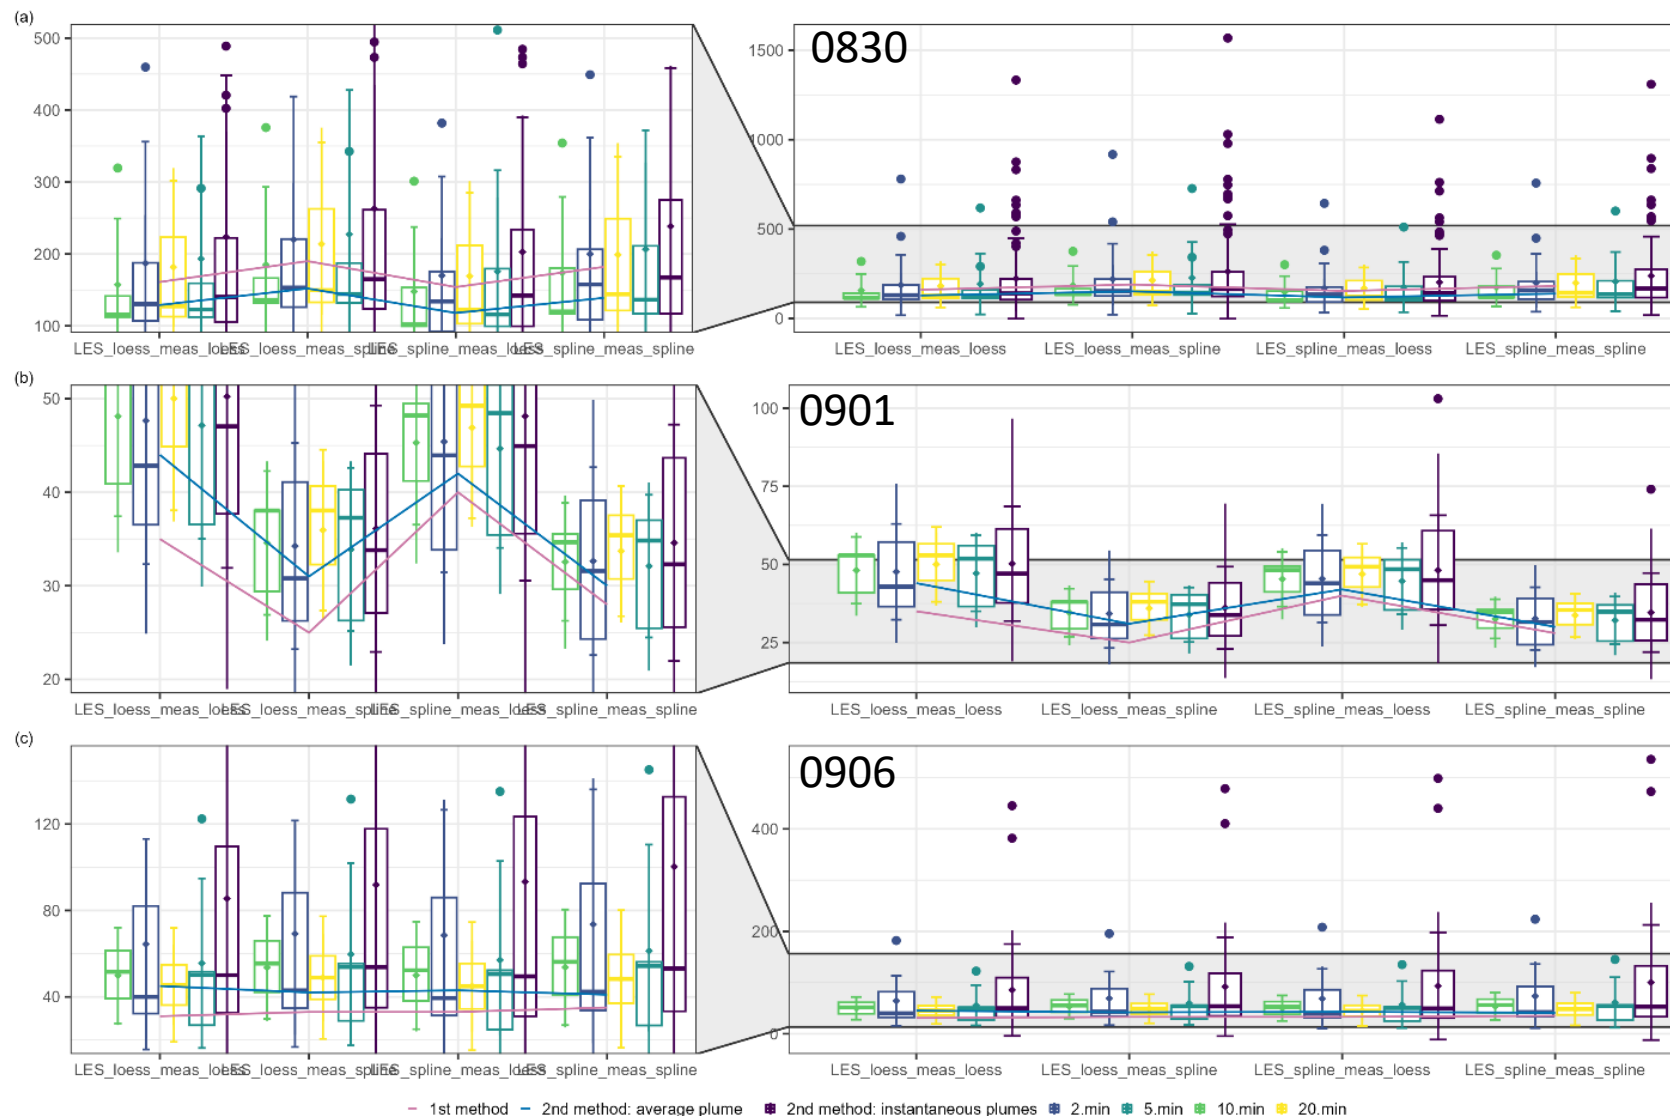 (a)
500
400
300
200
100
LES_loess_meas_loess LES_loess_meas_spline LES_spline_meas_loess LES_spline_meas_spline
0830
1500
1000
500
0
LES_loess_meas_loess LES_loess_meas_spline LES_spline_meas_loess LES_spline_meas_spline
(b)
50
40
30
20
LES_loess_meas_loess LES_loess_meas_spline LES_spline_meas_loess LES_spline_meas_spline
0901
100
75
50
25
LES_loess_meas_loess LES_loess_meas_spline LES_spline_meas_loess LES_spline_meas_spline
(c)
120
80
40
LES_loess_meas_loess LES_loess_meas_spline LES_spline_meas_loess LES_spline_meas_spline
0906
400
200
0
LES_loess_meas_loess LES_loess_meas_spline LES_spline_meas_loess LES_spline_meas_spline
1st method 2nd method: average plume 2nd method: instantaneous plumes 2.min 5.min 10.min 20.min